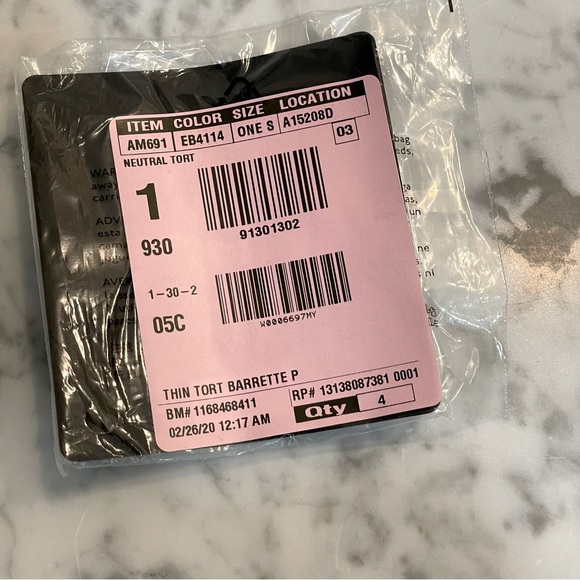 ITEM COLOR SIZE LOCATION
AM691 EB4114 ONE S A15208D
NEUTRAL TORT 03
1
91301302
930
1-30-2
05C
W0006697MY
THIN TORT BARRETTE P
BM# 1168468411 RP# 13138087381 0001
02/26/20 12:17 AM Qty 4